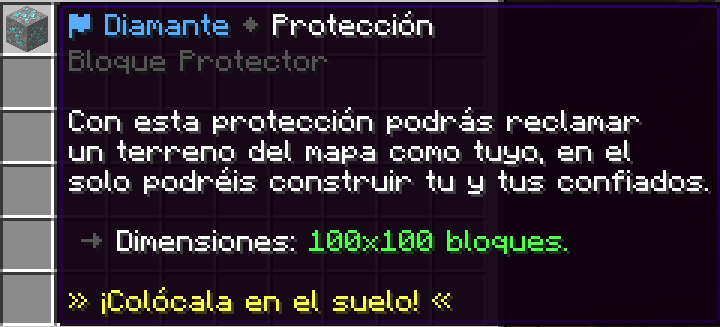 Diamante ✦ Protección
Bloque Protector
Con esta protección podrás reclamar
un terreno del mapa como tuyo, en el
solo podréis construir tu y tus confiados.
→ Dimensiones: 100x100 bloques.
» ¡Colócala en el suelo! «